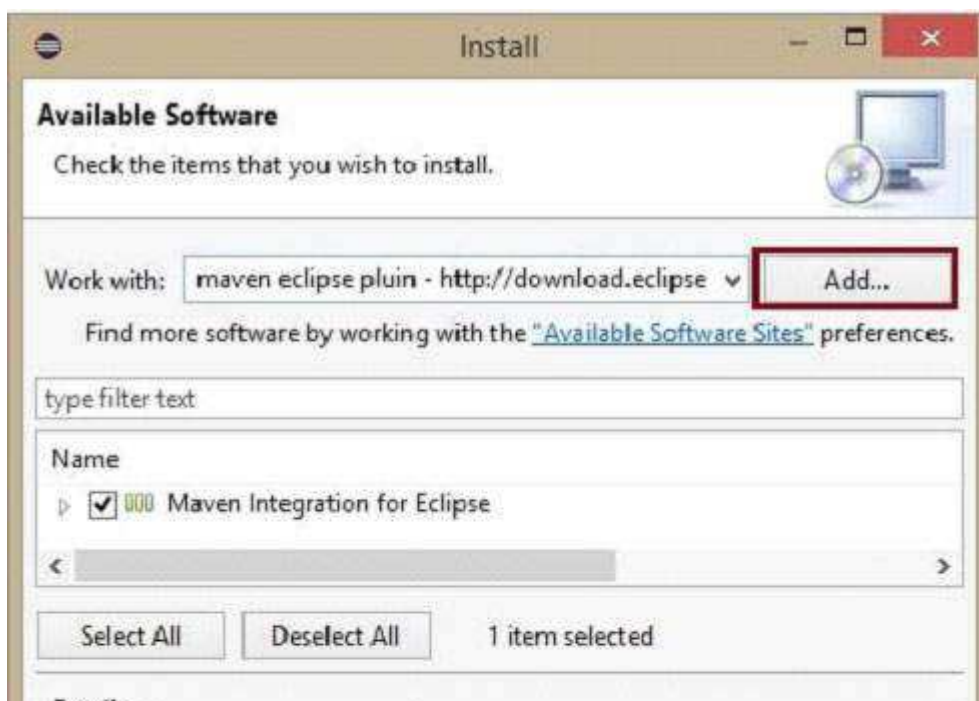 Install
Available Software
Check the items that you wish to install.
Work with: maven eclipse pluin - http://download.eclipse Add...
Find more software by working with the "Available Software Sites" preferences.
type filter text
Name
Maven Integration for Eclipse
Select All Deselect All 1 item selected